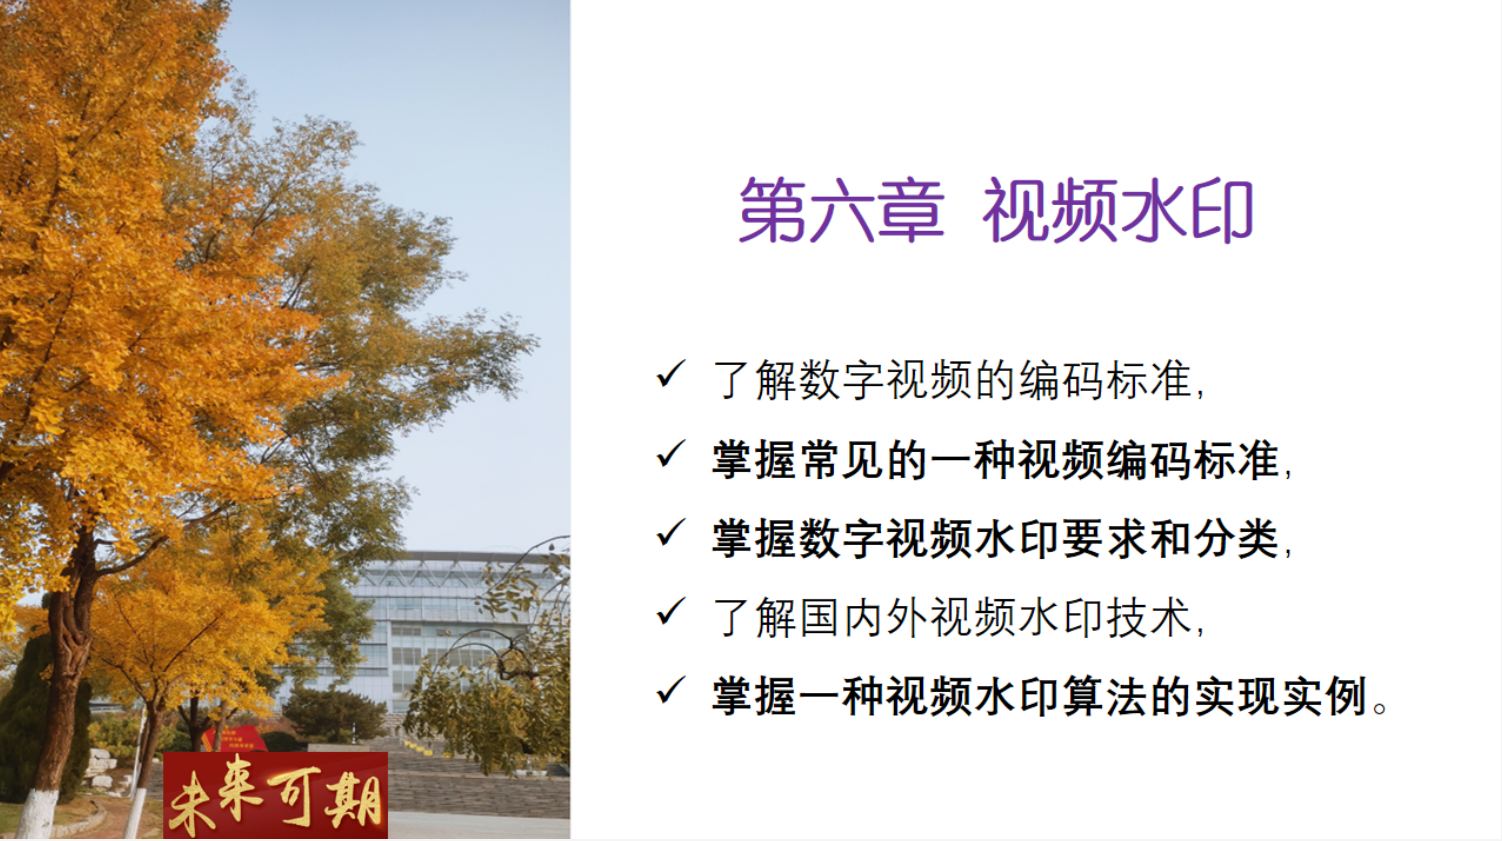 第六章 视频水印
✓ 了解数字视频的编码标准,
✓ 掌握常见的一种视频编码标准,
✓ 掌握数字视频水印要求和分类,
✓ 了解国内外视频水印技术,
✓ 掌握一种视频水印算法的实现实例。
未来可期